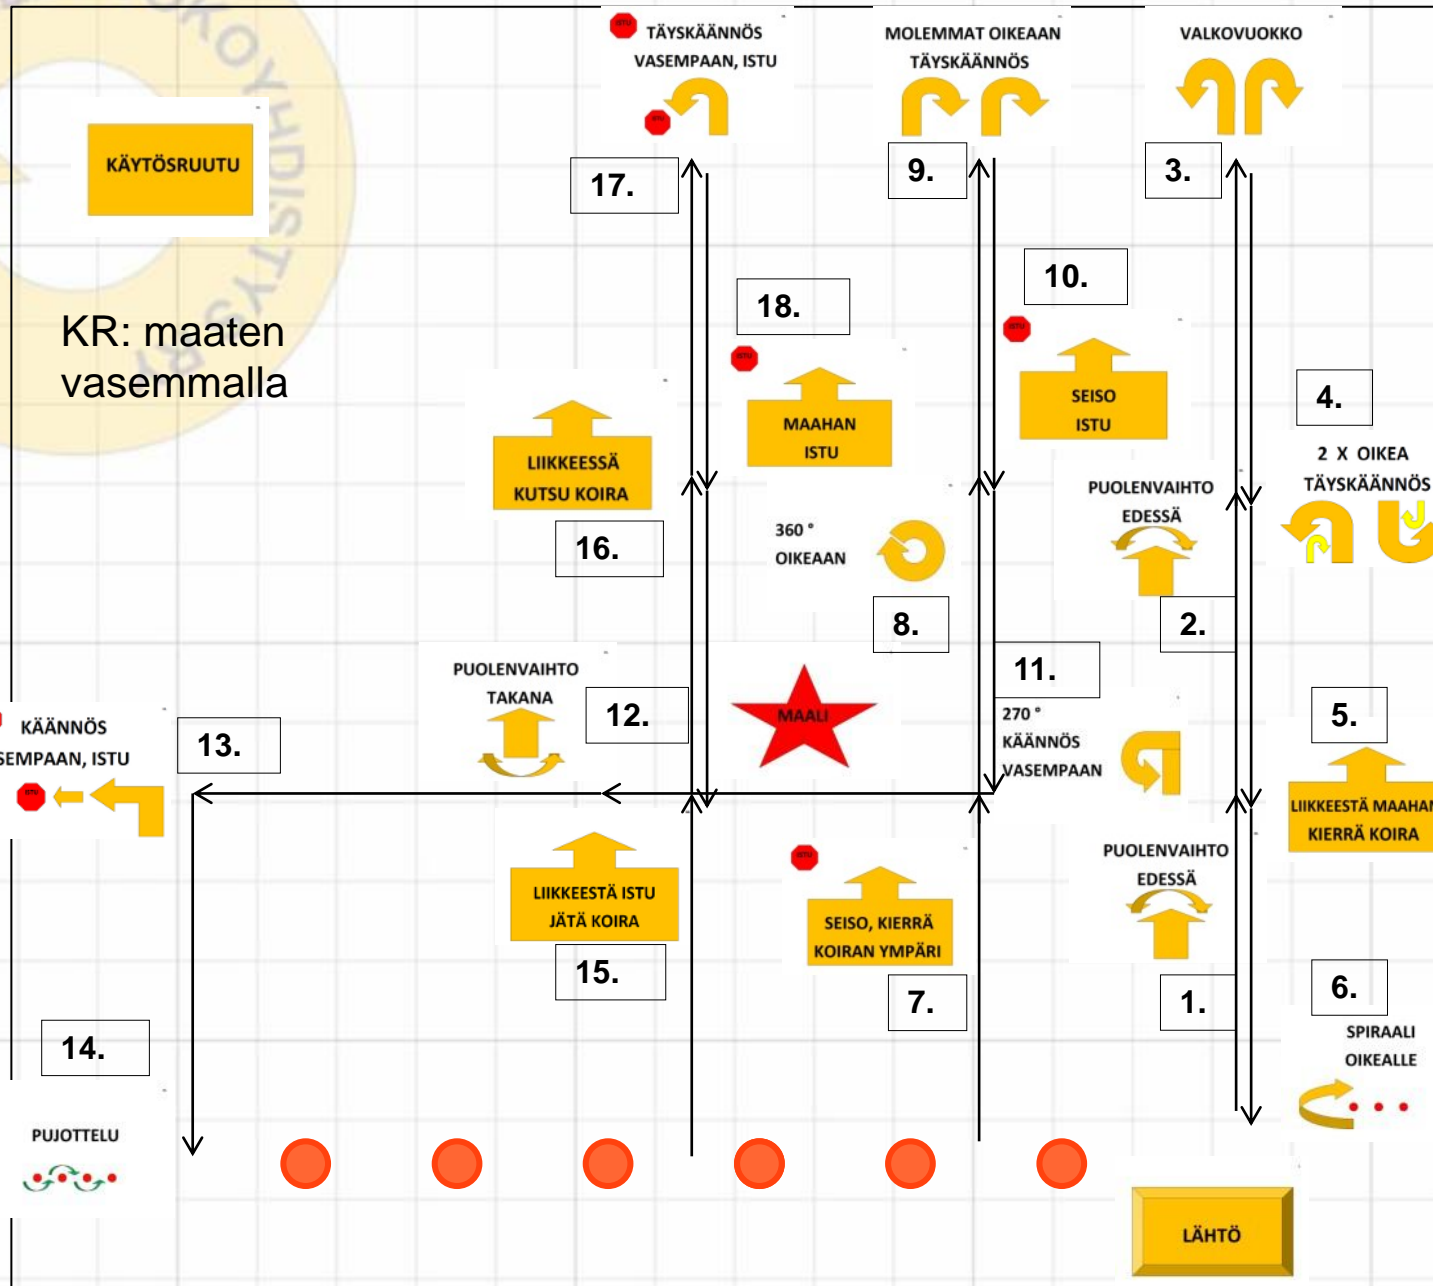 KOYHDISTYS RY
TÄYSKÄÄNNÖS
VASEMPAAN, ISTU
MOLEMMAT OIKEAAN
TÄYSKÄÄNNÖS
VALKOVUOKKO
KÄYTÖSRUUTU
17.
9.
3.
KR: maaten
vasemmalla
18.
MAAHAN
ISTU
10.
SEISO
ISTU
4.
2 X OIKEA
TÄYSKÄÄNNÖS
LIIKKEESSÄ
KUTSU KOIRA
16.
360 °
OIKEAAN
8.
PUOLENVAIHTO
EDESSÄ
2.
PUOLENVAIHTO
TAKANA
12.
MAALI
11.
270 °
KÄÄNNÖS
VASEMPAAN
5.
LIIKKEESTÄ MAAHAN
KIERRÄ KOIRA
KÄÄNNÖS
SEMPAAN, ISTU
ISTU
13.
LIIKKEESTÄ ISTU
JÄTÄ KOIRA
15.
SEISO, KIERRÄ
KOIRAN YMPÄRI
7.
PUOLENVAIHTO
EDESSÄ
1.
6.
SPIRAALI
OIKEALLE
14.
PUJOTTELU
LÄHTÖ